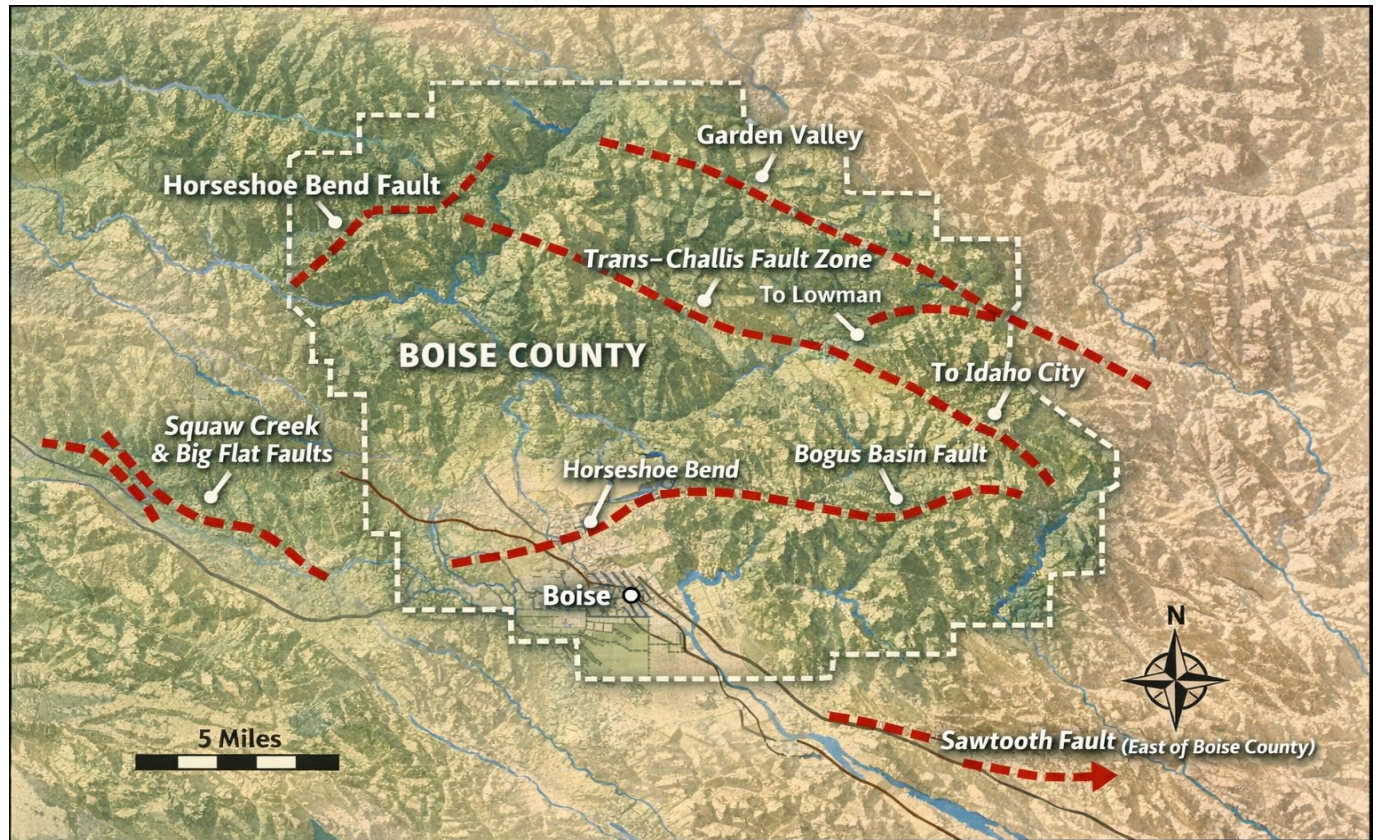 Garden Valley
Horseshoe Bend Fault
Trans-Challis Fault Zone
To Lowman
BOISE COUNTY
To Idaho City
Squaw Creek
& Big Flat Faults
Horseshoe Bend
Bogus Basin Fault
Boise
N
5 Miles
Sawtooth Fault (East of Boise County)